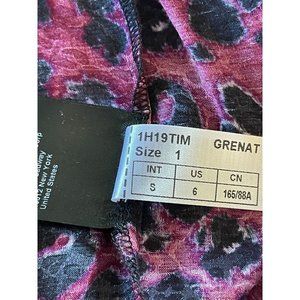 1H19TIM GRENAT
Size 1
INT US CN
S 6 165/88A
New York
United States